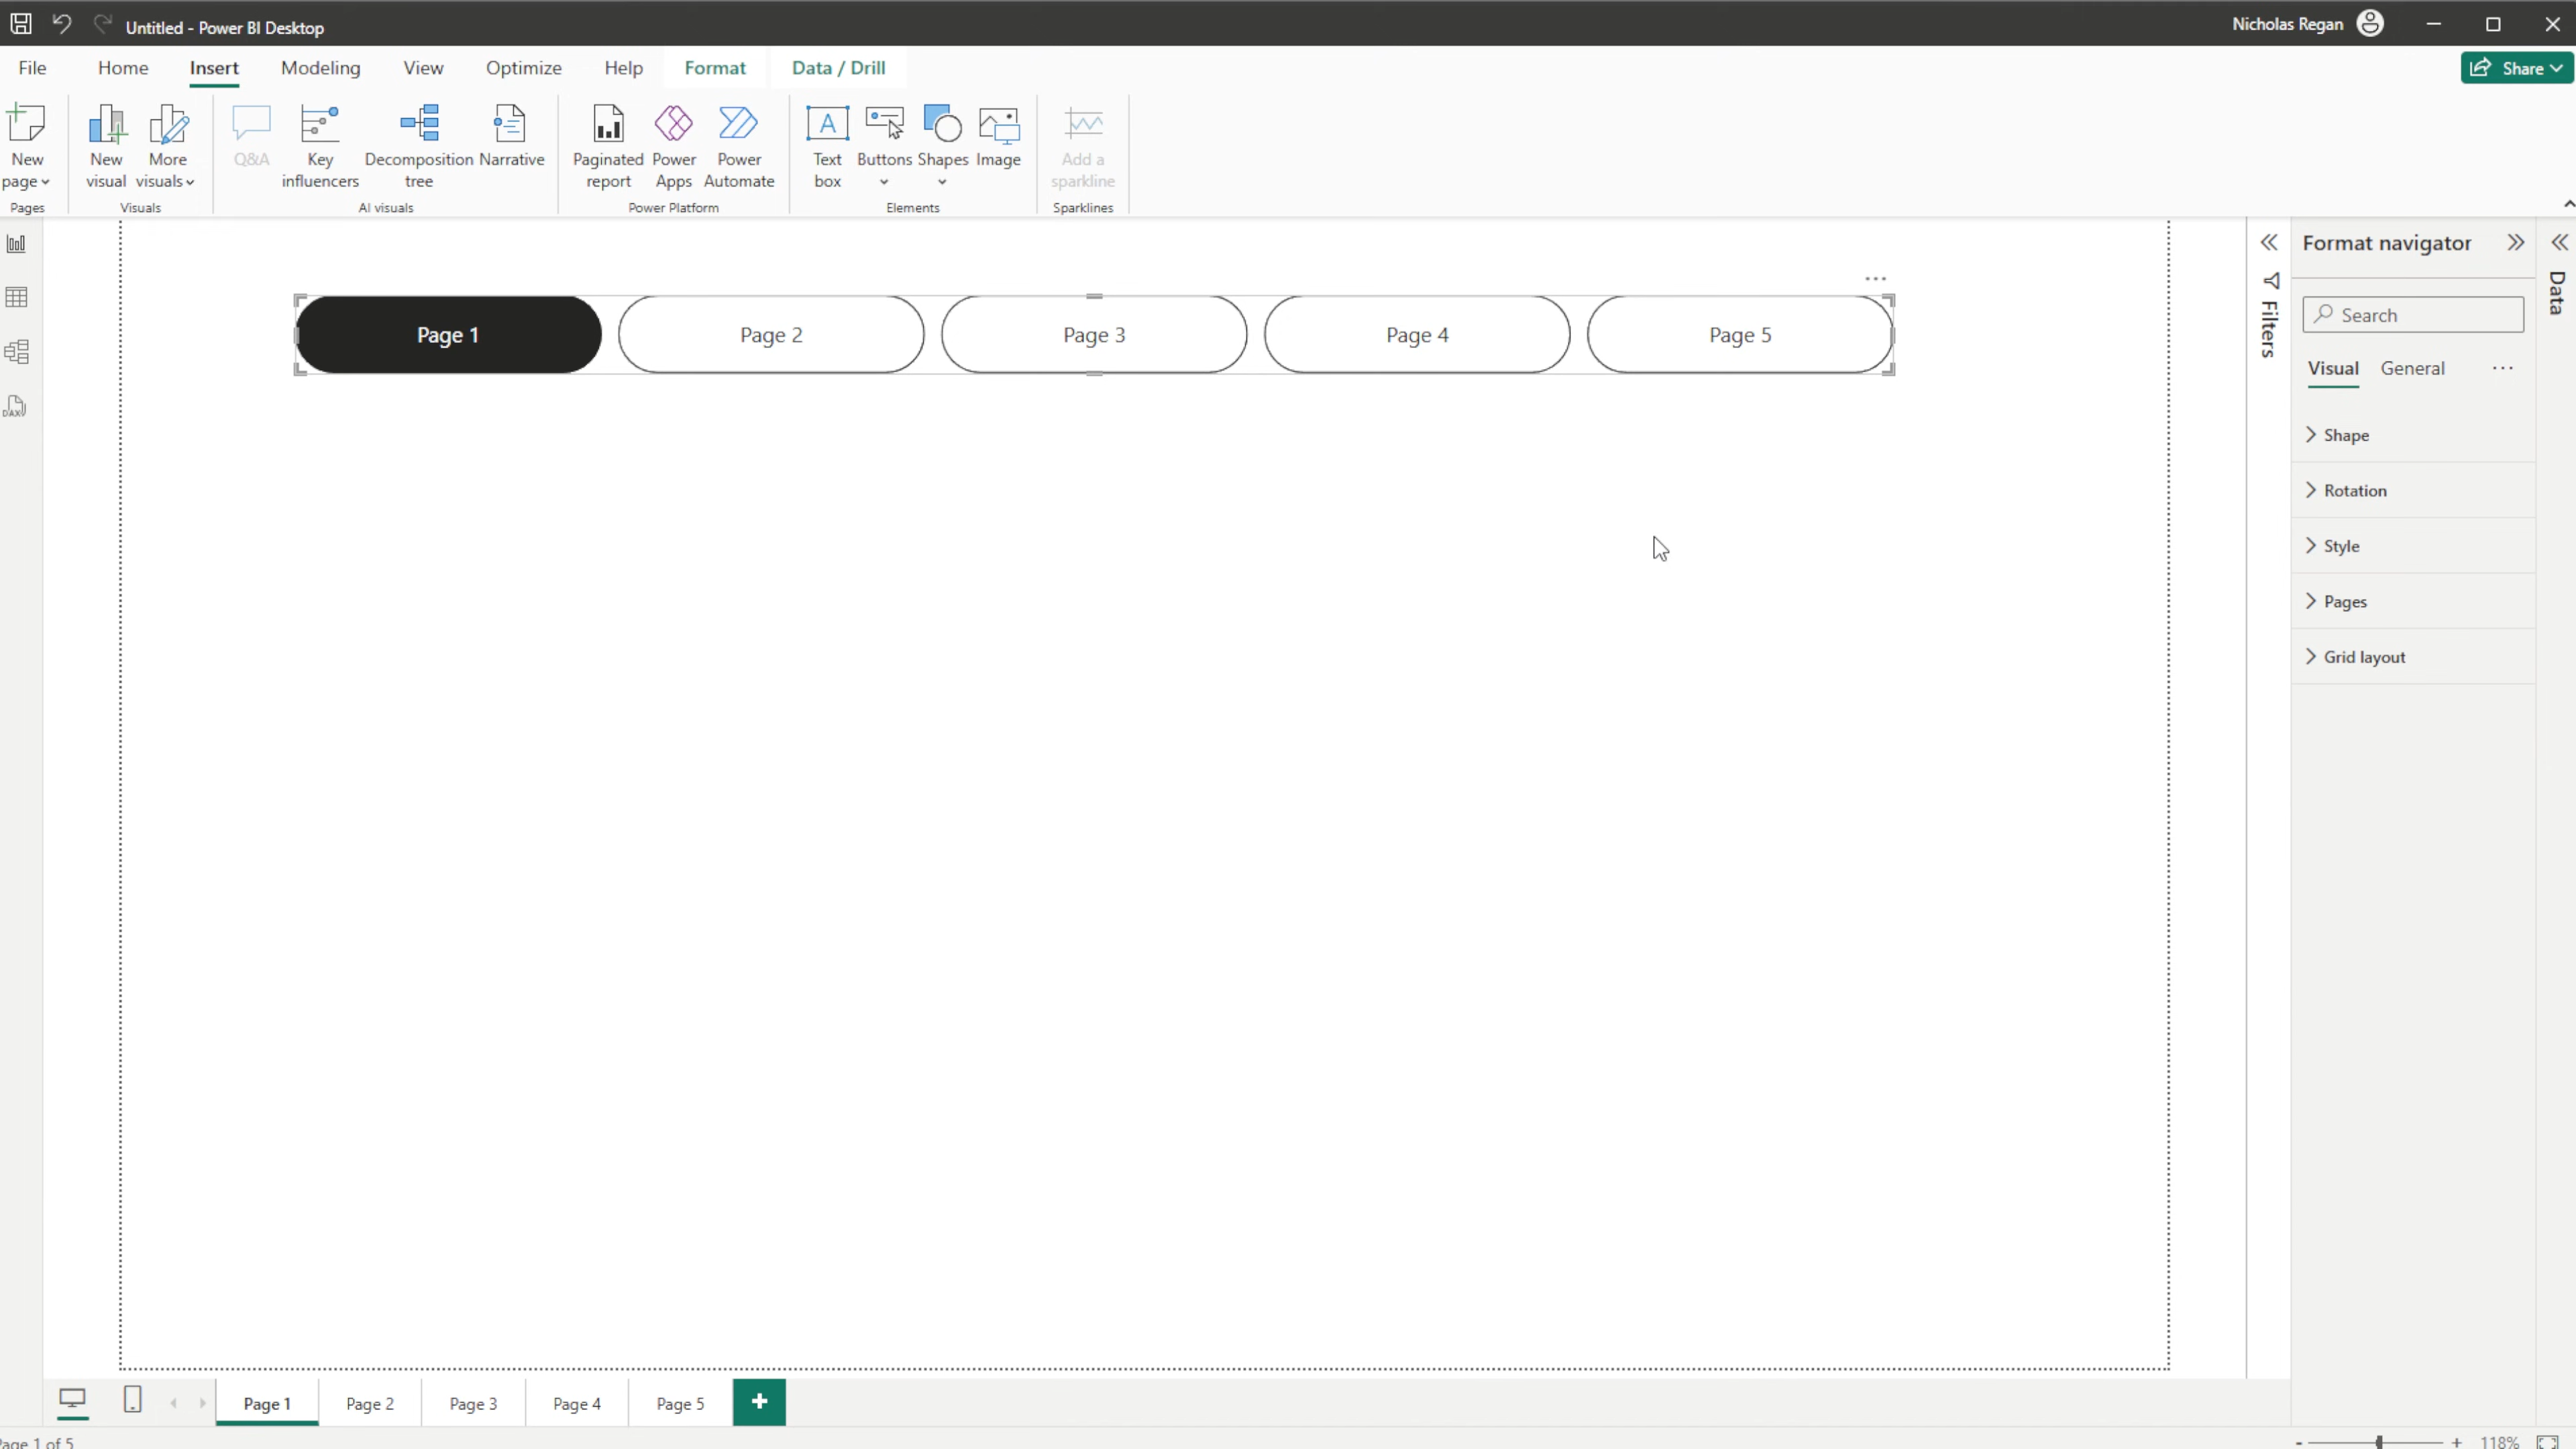 Untitled - Power BI Desktop
Nicholas Regan
File Home Insert Modeling View Optimize Help Format Data / Drill
Share
New page
New visual
More visuals
Q&A
Key influencers
Decomposition tree
Narrative
Paginated report
Power Apps
Power Automate
Text box
Buttons
Shapes
Image
Add a sparkline
Pages Visuals AI visuals Power Platform Elements Sparklines
DAX
Page 1 Page 2 Page 3 Page 4 Page 5
Filters
Format navigator
Search
Visual General
Shape
Rotation
Style
Pages
Grid layout
Data
Page 1 Page 2 Page 3 Page 4 Page 5
Page 1 of 5
118%